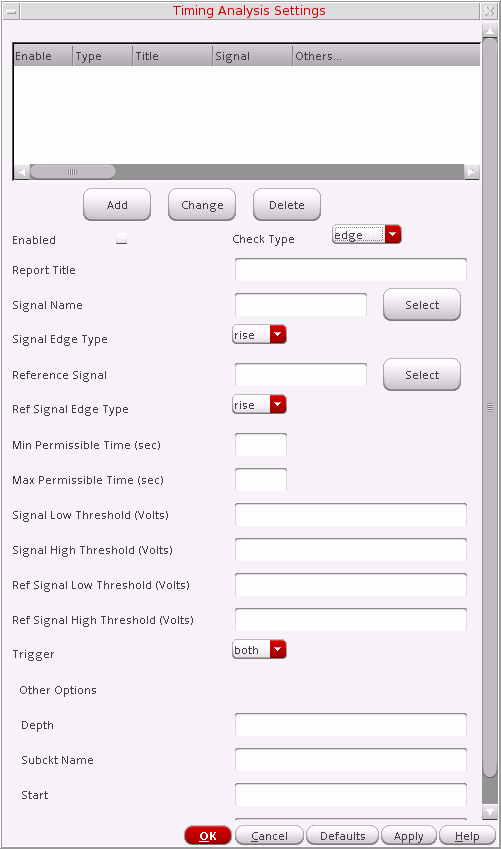 Timing Analysis Settings
Enable Type Title Signal Others...
Add Change Delete
Enabled Check Type edge
Report Title
Signal Name Select
Signal Edge Type rise
Reference Signal Select
Ref Signal Edge Type rise
Min Permissible Time (sec)
Max Permissible Time (sec)
Signal Low Threshold (Volts)
Signal High Threshold (Volts)
Ref Signal Low Threshold (Volts)
Ref Signal High Threshold (Volts)
Trigger both
Other Options
Depth
Subckt Name
Start
OK Cancel Defaults Apply Help